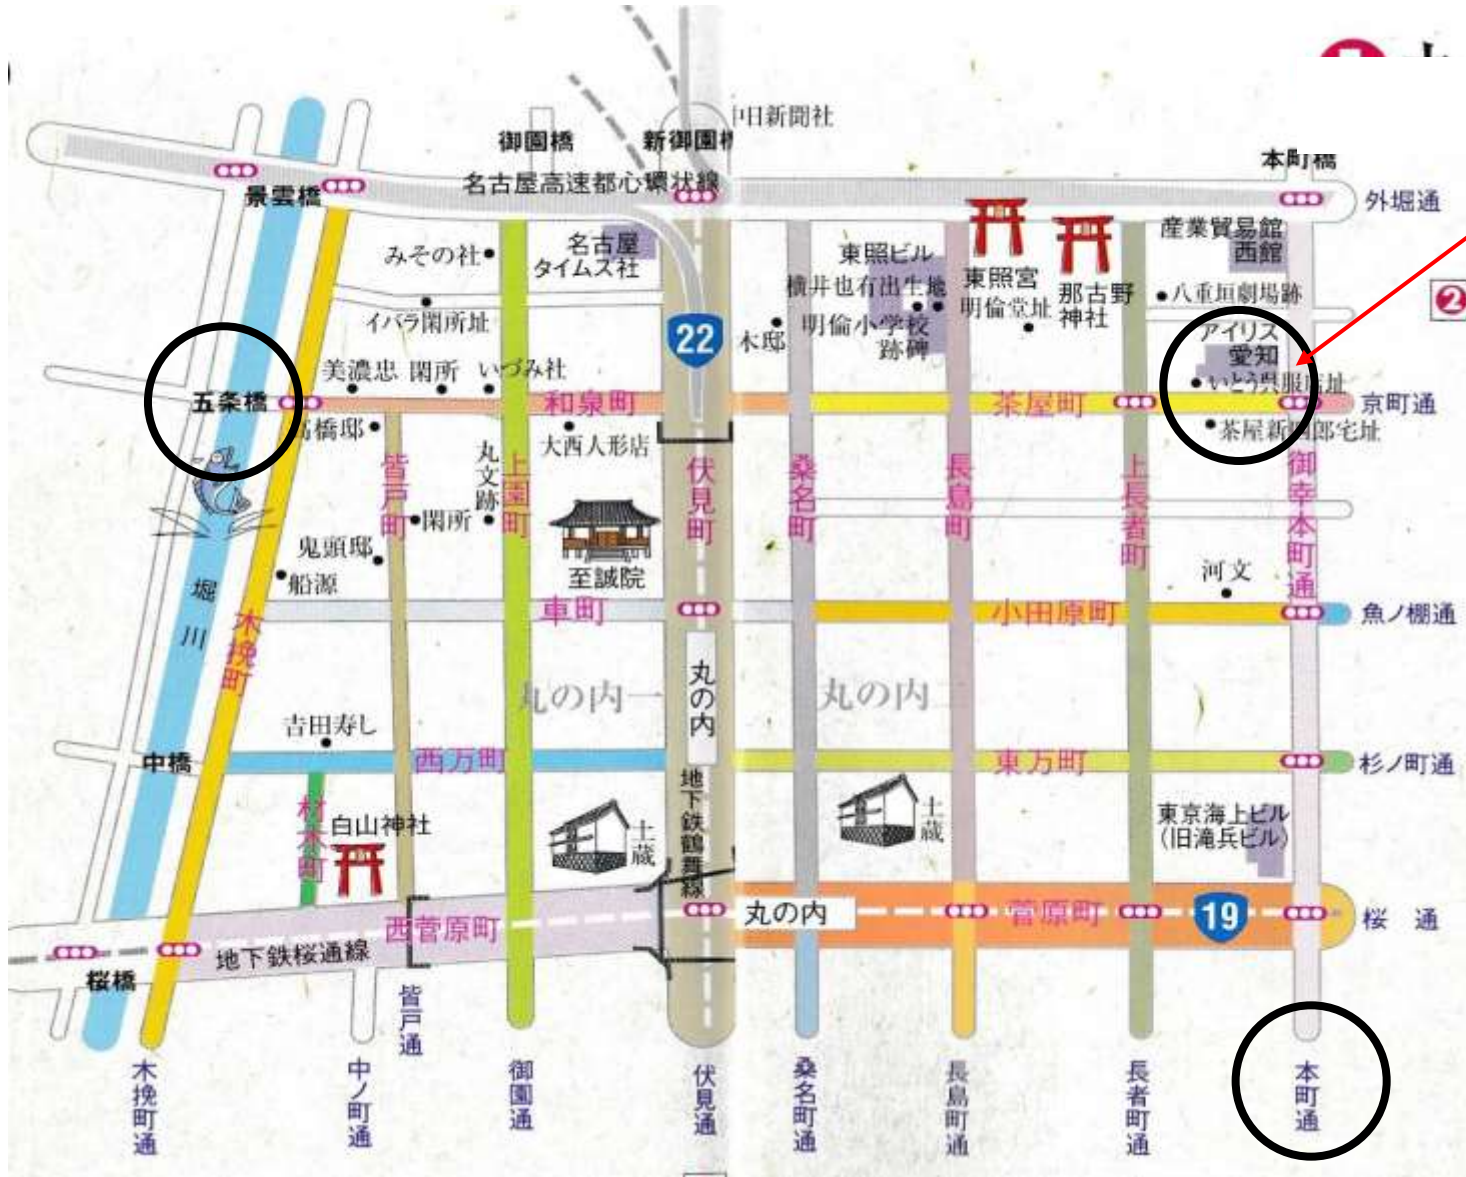 中日新聞社
御園橋
新御園橋
本町橋
名古屋高速都心環状線
外堀通
景雲橋
みその社
名古屋
タイムス社
東照ビル
横井也有出生地
明倫小学校
跡碑
東照宮
明倫堂址
那古野
神社
産業貿易館
西館
八重垣劇場跡
イバラ閑所址
22
木邸
アイリス
愛知
いとう呉服店址
2
美濃忠
閑所
いづみ社
五条橋
和泉町
茶屋町
京町通
高橋邸
大西人形店
茶屋新四郎宅址
皆戸町
丸文跡
上園町
伏見町
桑名町
長島町
上長者町
御幸本町通
閑所
鬼頭邸
船源
至誠院
河文
堀川
木挽町
車町
小田原町
魚ノ棚通
丸の内一
丸の内
丸の内二
吉田寿し
中橋
西万町
東万町
杉ノ町通
材木町
白山神社
土蔵
地下鉄鶴舞線
土蔵
東京海上ビル
(旧滝兵ビル)
西菅原町
丸の内
菅原町
19
桜通
地下鉄桜通線
桜橋
木挽町通
中ノ町通
皆戸通
御園通
伏見通
桑名町通
長島町通
長者町通
本町通